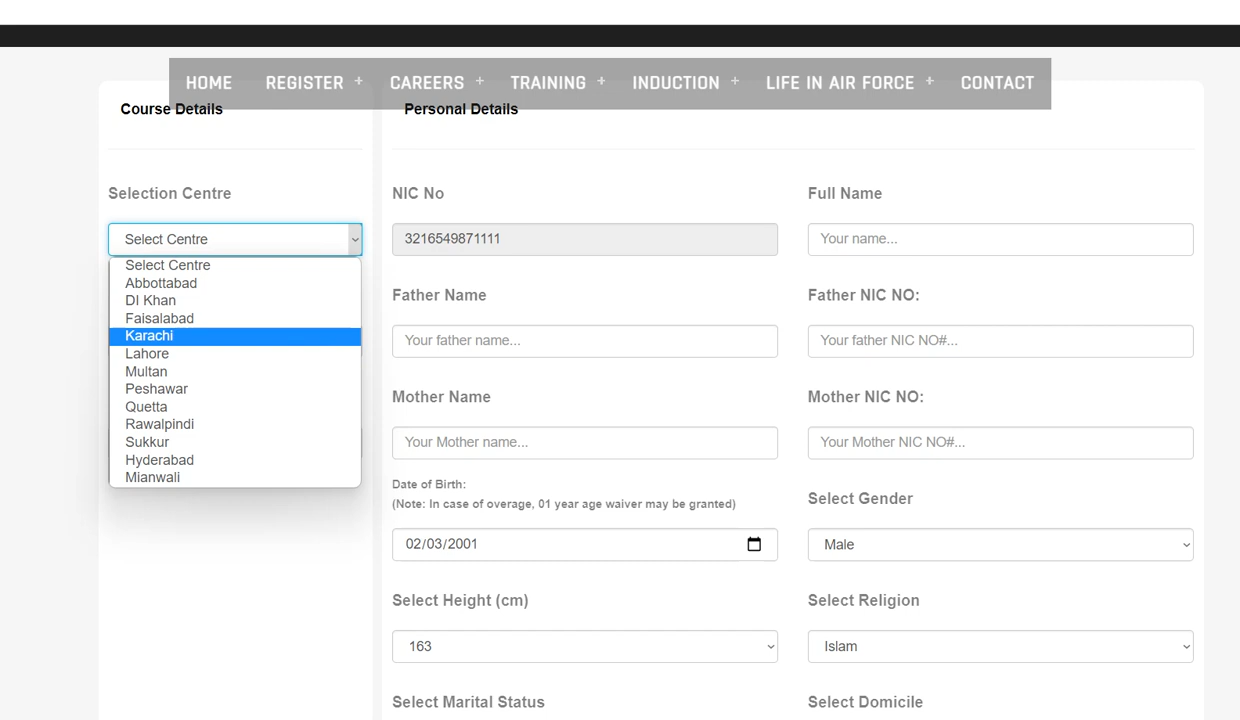 HOME REGISTER + CAREERS + TRAINING + INDUCTION + LIFE IN AIR FORCE + CONTACT
Course Details
Personal Details
Selection Centre
Select Centre
Select Centre
Abbottabad
DI Khan
Faisalabad
Karachi
Lahore
Multan
Peshawar
Quetta
Rawalpindi
Sukkur
Hyderabad
Mianwali
NIC No
3216549871111
Full Name
Your name...
Father Name
Your father name...
Father NIC NO:
Your father NIC NO#...
Mother Name
Your Mother name...
Mother NIC NO:
Your Mother NIC NO#...
Date of Birth:
(Note: In case of overage, 01 year age waiver may be granted)
02/03/2001
Select Gender
Male
Select Height (cm)
163
Select Religion
Islam
Select Marital Status
Select Domicile